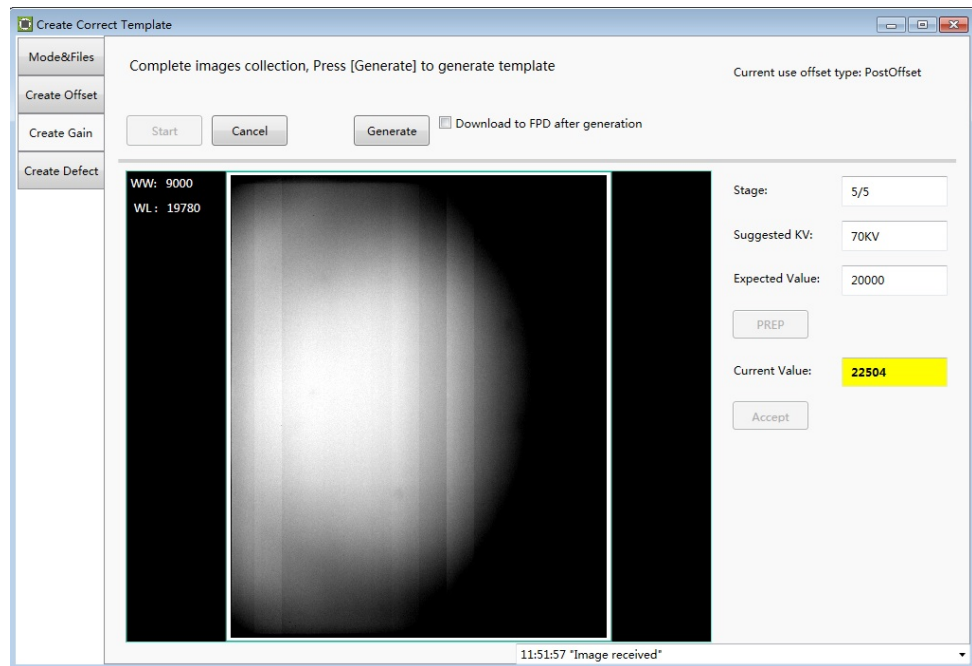 Create Correct Template
Mode&Files
Create Offset
Create Gain
Create Defect
Complete images collection, Press [Generate] to generate template
Current use offset type: PostOffset
Start
Cancel
Generate
Download to FPD after generation
WW: 9000
WL: 19780
Stage:
5/5
Suggested KV:
70KV
Expected Value:
20000
PREP
Current Value:
22504
Accept
11:51:57 "Image received"